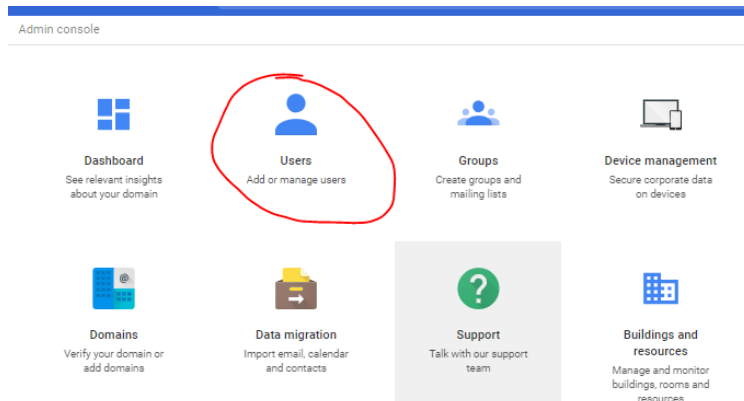 Admin console
Dashboard
See relevant insights
about your domain
Users
Add or manage users
Groups
Create groups and
mailing lists
Device management
Secure corporate data
on devices
@
Domains
Verify your domain or
add domains
Data migration
Import email, calendar
and contacts
?
Support
Talk with our support
team
Buildings and
resources
Manage and monitor
buildings, rooms and
resources